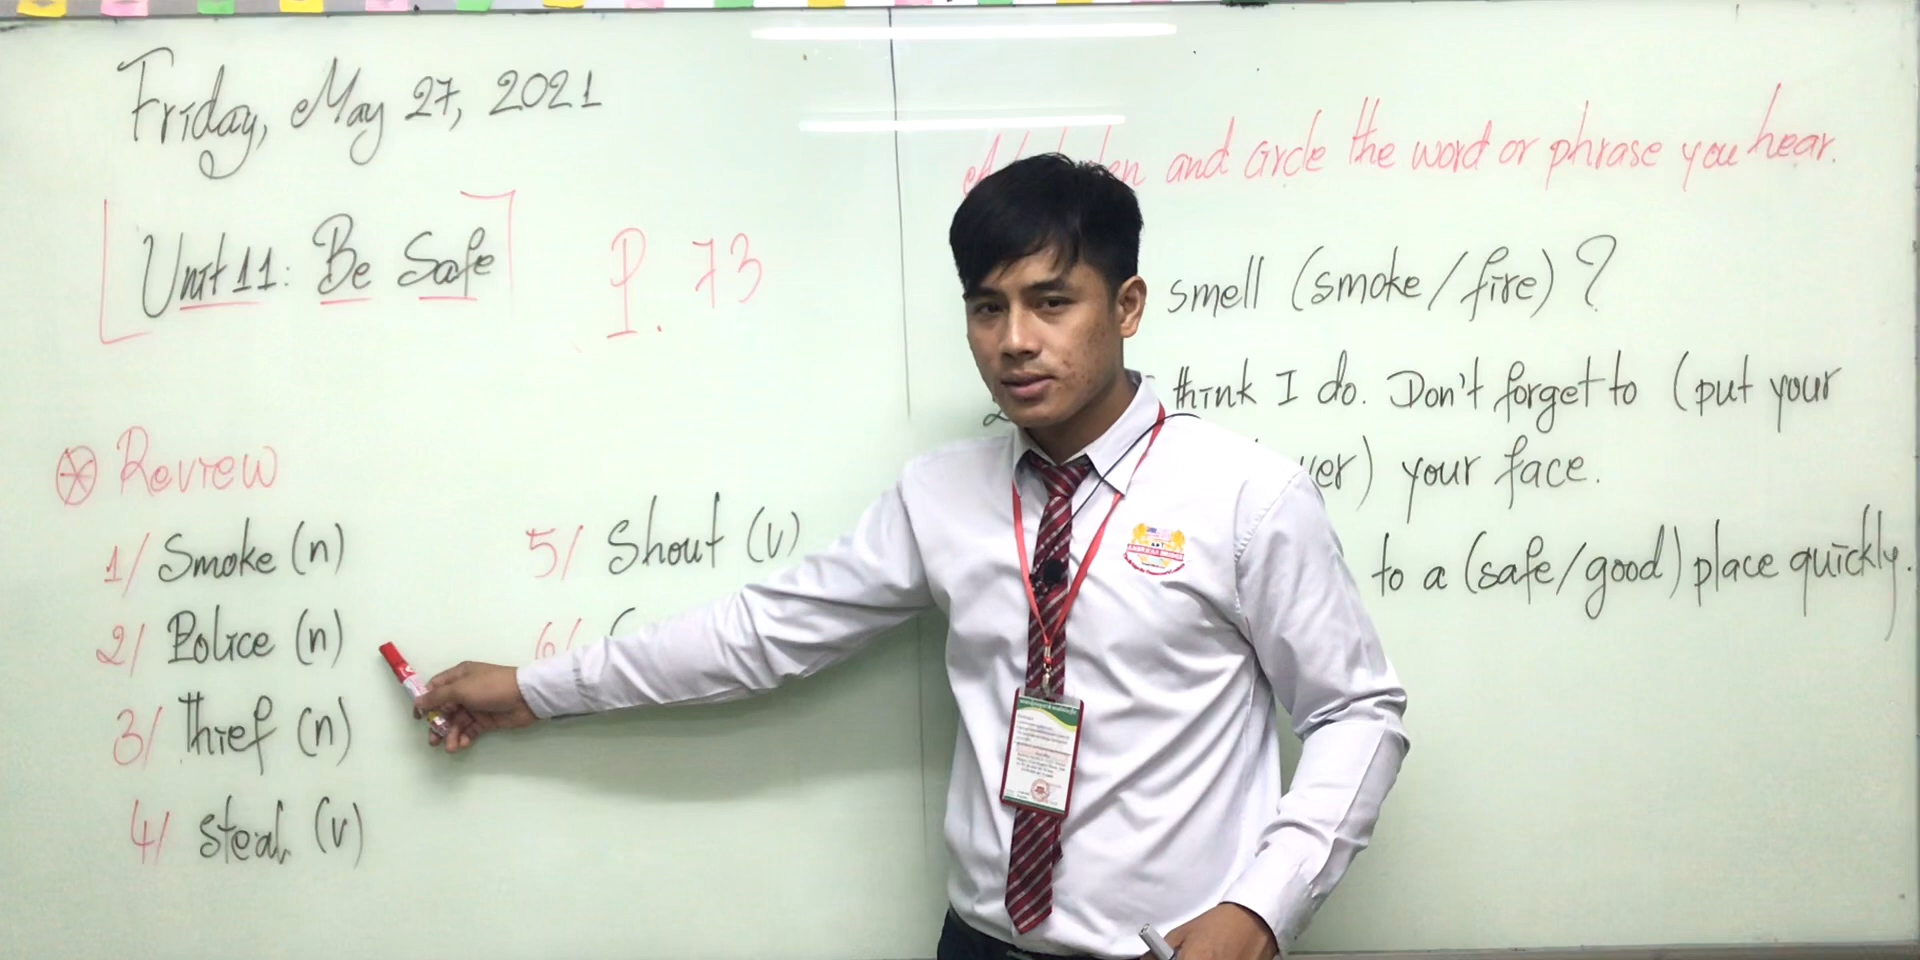 Friday, May 27, 2021
Unit 11: Be Safe
P. 73
Review
1/ Smoke (n)
2/ Police (n)
3/ Thief (n)
4/ Steal (v)
5/ Shout (v)
6/
and circle the word or phrase you hear.
smell (smoke/fire)?
think I do. Don't forget to (put your
your face.
to a (safe/good) place quickly.